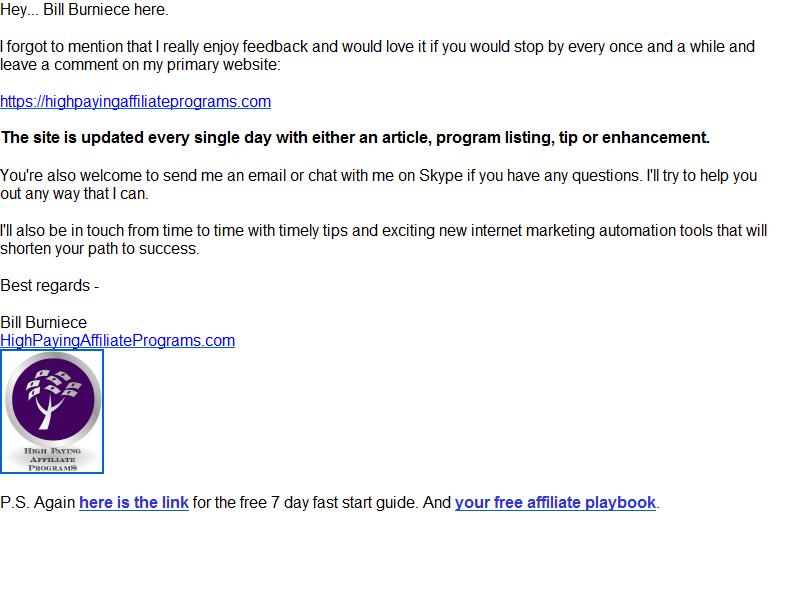 Hey... Bill Burniece here.
I forgot to mention that I really enjoy feedback and would love it if you would stop by every once and a while and
leave a comment on my primary website:
https://highpayingaffiliateprograms.com
The site is updated every single day with either an article, program listing, tip or enhancement.
You're also welcome to send me an email or chat with me on Skype if you have any questions. I'll try to help you
out any way that I can.
I'll also be in touch from time to time with timely tips and exciting new internet marketing automation tools that will
shorten your path to success.
Best regards -
Bill Burniece
HighPayingAffiliatePrograms.com
High Paying
Affiliate
Program$
P.S. Again here is the link for the free 7 day fast start guide. And your free affiliate playbook.